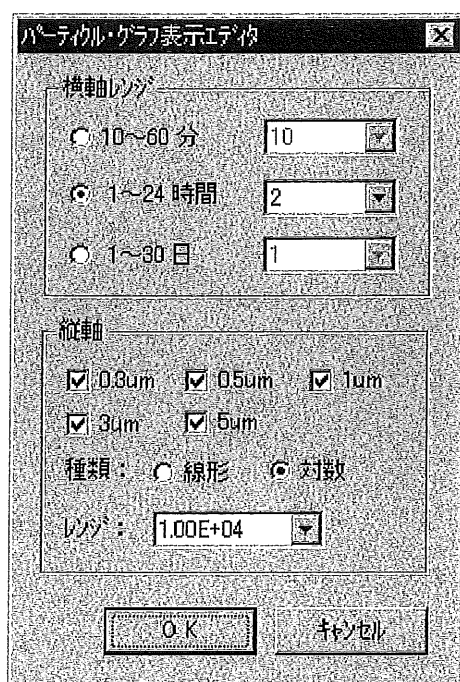 パーティクル・グラフ表示エディタ
横軸レンジ
10～60 分 10
1～24 時間 2
1～30 日 1
縦軸
0.3um 0.5um 1um
3um 5um
種類： 線形 対数
レンジ： 1.00E+04
OK キャンセル